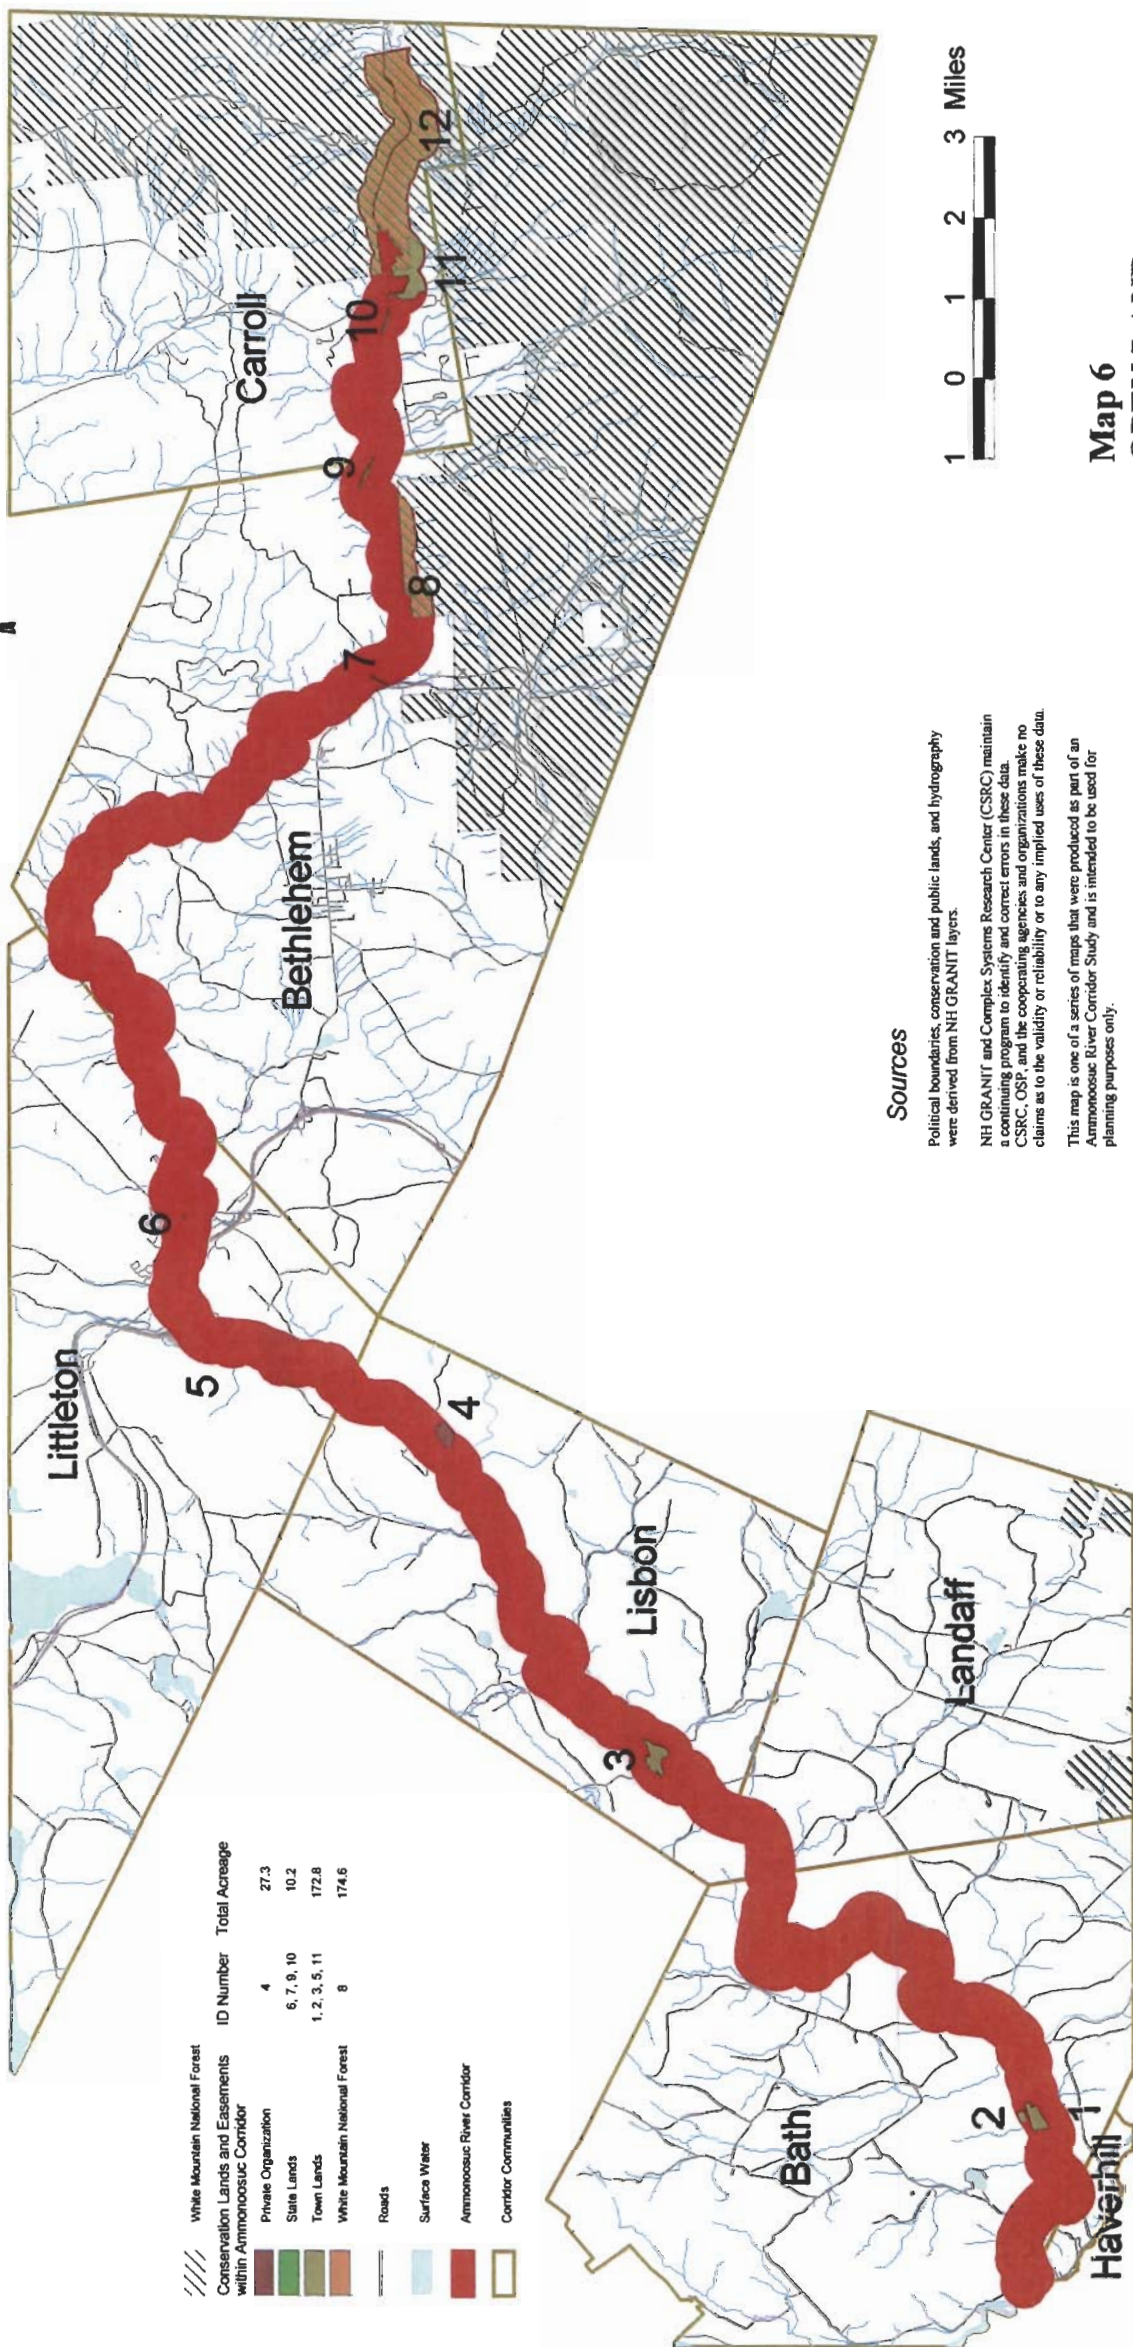 White Mountain National Forest
Conservation Lands and Easements
within Ammonoosuc Corridor
ID Number Total Acreage
Private Organization 4 27.3
State Lands 6, 7, 9, 10 10.2
Town Lands 1, 2, 3, 5, 11 172.8
White Mountain National Forest 8 174.6
Roads
Surface Water
Ammonoosuc River Corridor
Corridor Communities
Littleton
Carroll
Bethlehem
Lisbon
Landaff
Bath
Haverhill
1
2
3
4
5
6
7
8
9
10
11
12
Sources
Political boundaries, conservation and public lands, and hydrography
were derived from NH GRANIT layers.
NH GRANIT and Complex Systems Research Center (CSRC) maintain
a continuing program to identify and correct errors in these data.
CSRC, OSP, and the cooperating agencies and organizations make no
claims as to the validity or reliability or to any implied uses of these data.
This map is one of a series of maps that were produced as part of an
Ammonoosuc River Corridor Study and is intended to be used for
planning purposes only.
1 0 1 2 3 Miles
Map 6